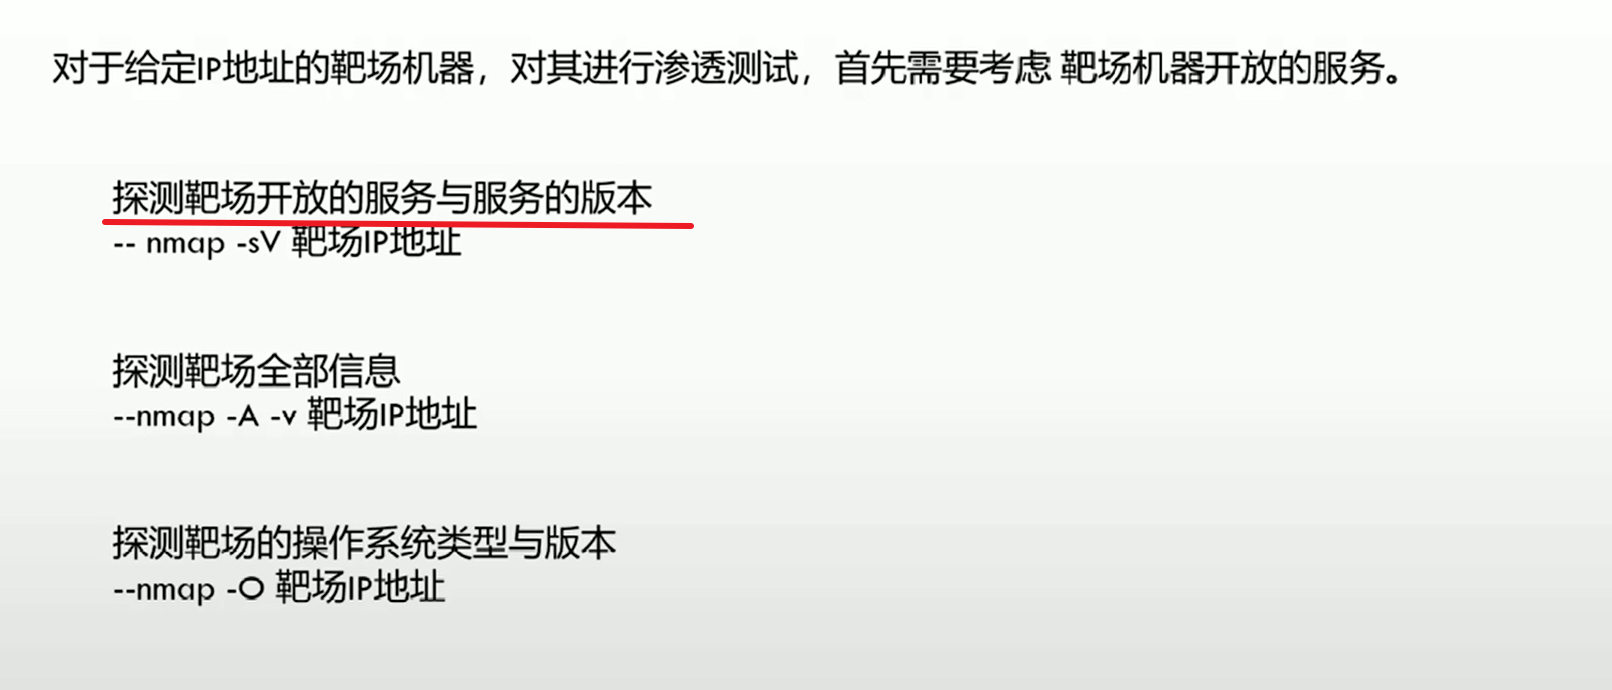 对于给定IP地址的靶场机器，对其进行渗透测试，首先需要考虑 靶场机器开放的服务。
探测靶场开放的服务与服务的版本
-- nmap -sV 靶场IP地址
探测靶场全部信息
--nmap -A -v 靶场IP地址
探测靶场的操作系统类型与版本
--nmap -O 靶场IP地址